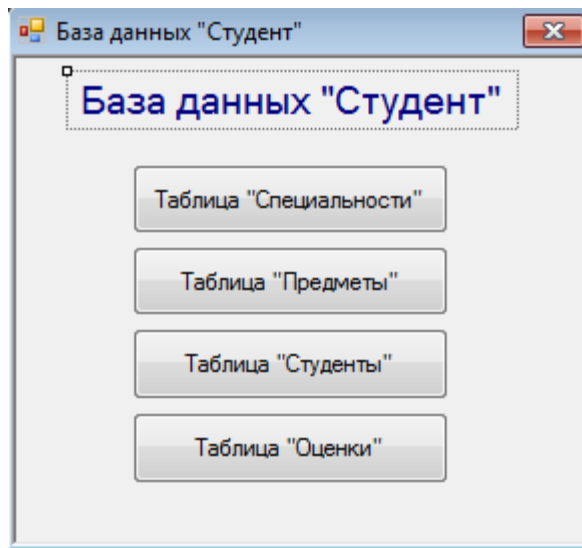 База данных "Студент"
База данных "Студент"
Таблица "Специальности"
Таблица "Предметы"
Таблица "Студенты"
Таблица "Оценки"